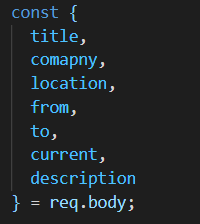 const {
  title,
  comapny,
  location,
  from,
  to,
  current,
  description
} = req.body;